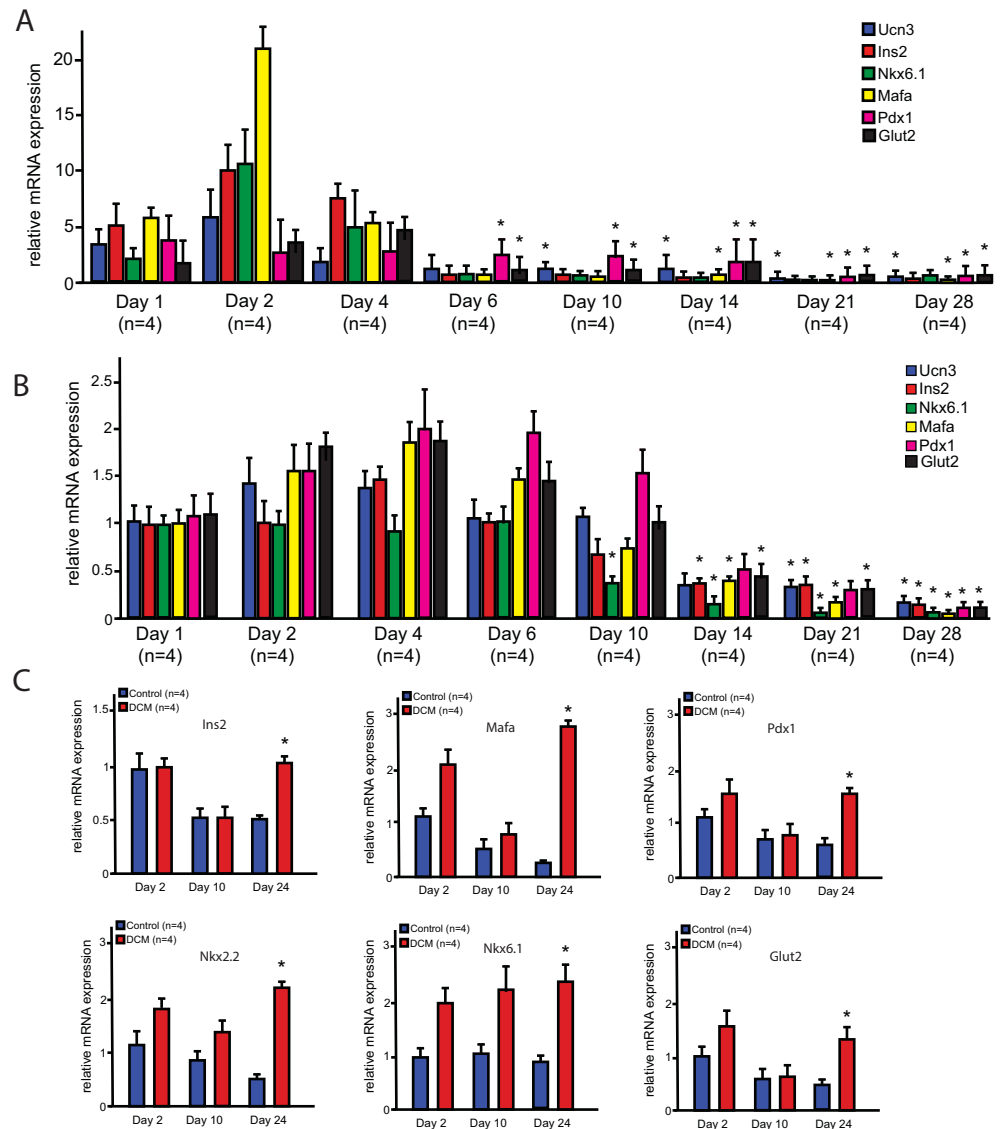 A
relative mRNA expression
20
15
10
5
0
Ucn3
Ins2
Nkx6.1
Mafa
Pdx1
Glut2
* * * * * * * * * * * * * * * * * * * *
Day 1 Day 2 Day 4 Day 6 Day 10 Day 14 Day 21 Day 28
(n=4) (n=4) (n=4) (n=4) (n=4) (n=4) (n=4) (n=4)
B
relative mRNA expression
2.5
2
1.5
1
0.5
0
Ucn3
Ins2
Nkx6.1
Mafa
Pdx1
Glut2
* * * * * * * * * * * * * * * *
Day 1 Day 2 Day 4 Day 6 Day 10 Day 14 Day 21 Day 28
(n=4) (n=4) (n=4) (n=4) (n=4) (n=4) (n=4) (n=4)
C
Control (n=4)
DCM (n=4)
Ins2
relative mRNA expression
1.5
1
0.5
0
*
Day 2 Day 10 Day 24
Control (n=4)
DCM (n=4)
Mafa
relative mRNA expression
3
2
1
0
*
Day 2 Day 10 Day 24
Control (n=4)
DCM (n=4)
Pdx1
relative mRNA expression
3
2
1
0
*
Day 2 Day 10 Day 24
Control (n=4)
DCM (n=4)
Nkx2.2
relative mRNA expression
3
2
1
0
*
Day 2 Day 10 Day 24
Control (n=4)
DCM (n=4)
Nkx6.1
relative mRNA expression
3
2
1
0
*
Day 2 Day 10 Day 24
Control (n=4)
DCM (n=4)
Glut2
relative mRNA expression
3
2
1
0
*
Day 2 Day 10 Day 24